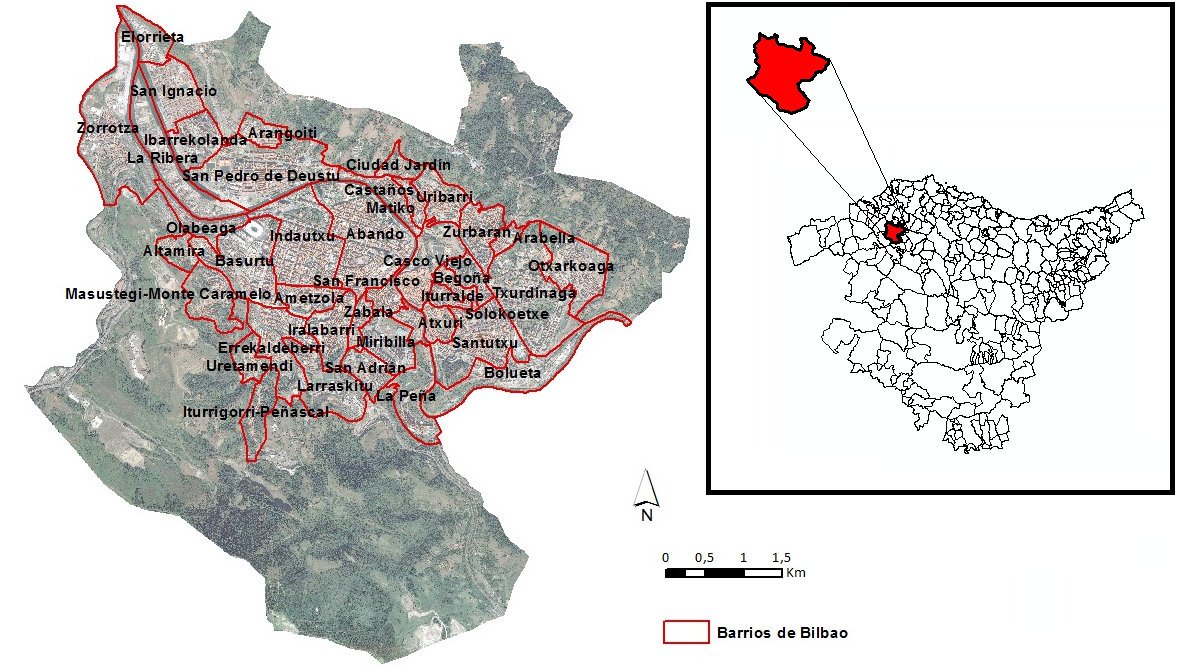 Elorrieta
San Ignacio
Zorrotza
Ibarrekolanda
Arangoiti
La Ribera
Ciudad Jardín
San Pedro de Deustu
Castaños
Uribarri
Matiko
Olabeaga
Indautxu
Abando
Zurbaran
Arabella
Altamira
Basurtu
Casco Viejo
Otxarkoaga
San Francisco
Begoña
Masustegi-Monte Caramelo
Ametzola
Iturralde
Txurdinaga
Zabala
Solokoetxe
Iralabarri
Atxuri
Errekaldeberri
Miribilla
Santutxu
Uretamendi
San Adrián
Bolueta
Larraskitu
La Peña
Iturrigorri-Peñascal
N
0 0,5 1 1,5
Km
Barrios de Bilbao